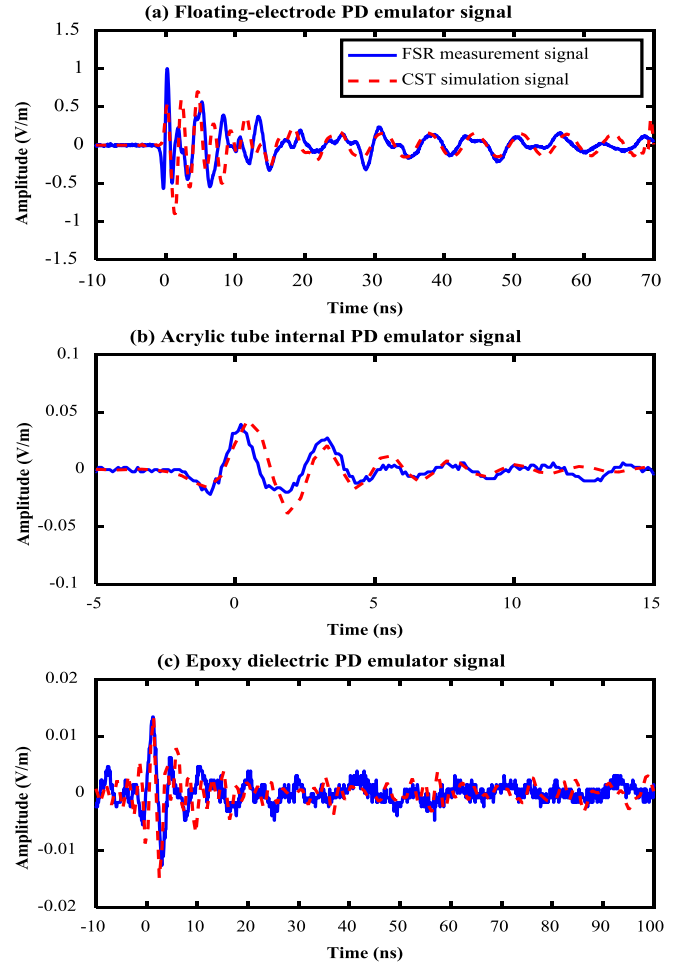 (a) Floating-electrode PD emulator signal
1.5
1
0.5
0
-0.5
-1
-1.5
Amplitude (V/m)
FSR measurement signal
CST simulation signal
-10 0 10 20 30 40 50 60 70
Time (ns)
(b) Acrylic tube internal PD emulator signal
0.1
0.05
0
-0.05
-0.1
Amplitude (V/m)
-5 0 5 10 15
Time (ns)
(c) Epoxy dielectric PD emulator signal
0.02
0.01
0
-0.01
-0.02
Amplitude (V/m)
-10 0 10 20 30 40 50 60 70 80 90 100
Time (ns)